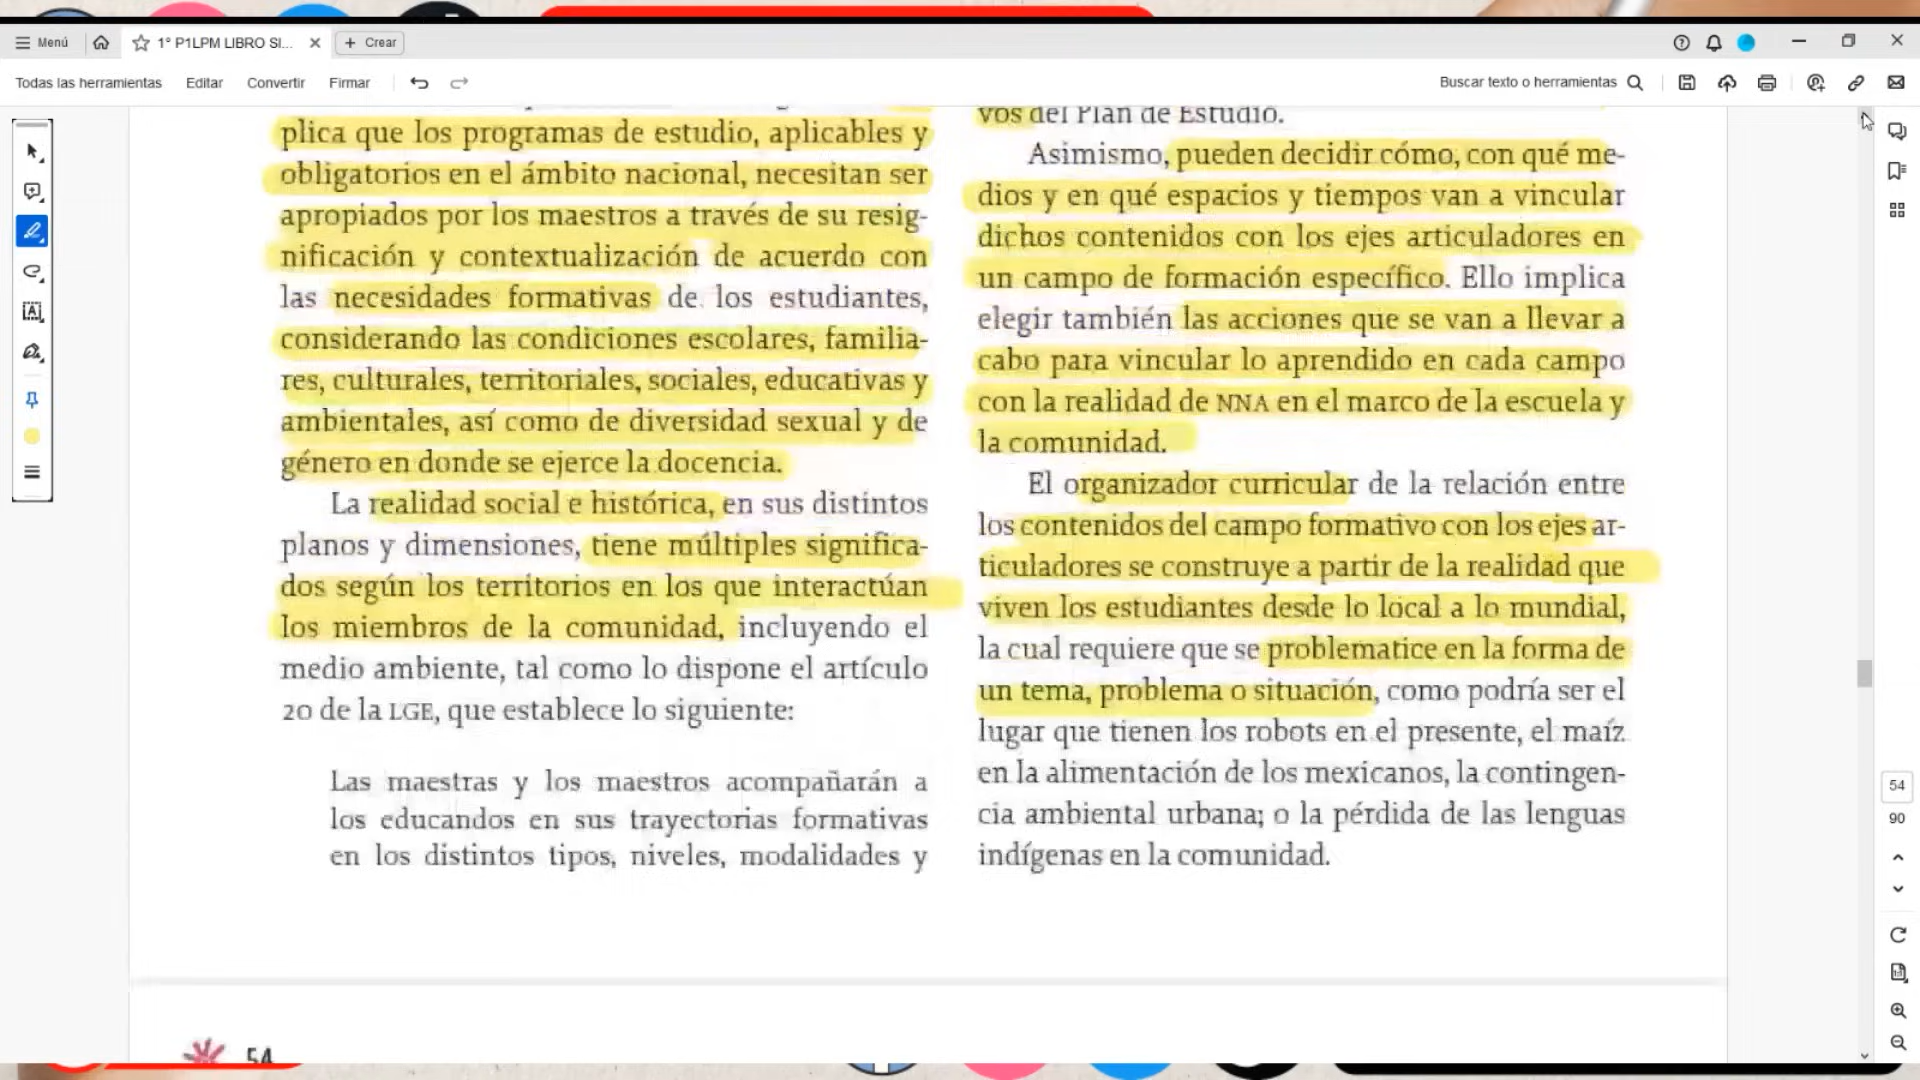 Menú
1° P1LPM LIBRO SI...
Crear
Todas las herramientas
Editar
Convertir
Firmar
Buscar texto o herramientas
plica que los programas de estudio, aplicables y
obligatorios en el ámbito nacional, necesitan ser
apropiados por los maestros a través de su resig-
nificación y contextualización de acuerdo con
las necesidades formativas de los estudiantes,
considerando las condiciones escolares, familia-
res, culturales, territoriales, sociales, educativas y
ambientales, así como de diversidad sexual y de
género en donde se ejerce la docencia.
La realidad social e histórica, en sus distintos
planos y dimensiones, tiene múltiples significa-
dos según los territorios en los que interactúan
los miembros de la comunidad, incluyendo el
medio ambiente, tal como lo dispone el artículo
20 de la LGE, que establece lo siguiente:
Las maestras y los maestros acompañarán a
los educandos en sus trayectorias formativas
en los distintos tipos, niveles, modalidades y
vos del Plan de Estudio.
Asimismo, pueden decidir cómo, con qué me-
dios y en qué espacios y tiempos van a vincular
dichos contenidos con los ejes articuladores en
un campo de formación específico. Ello implica
elegir también las acciones que se van a llevar a
cabo para vincular lo aprendido en cada campo
con la realidad de NNA en el marco de la escuela y
la comunidad.
El organizador curricular de la relación entre
los contenidos del campo formativo con los ejes ar-
ticuladores se construye a partir de la realidad que
viven los estudiantes desde lo local a lo mundial,
la cual requiere que se problematice en la forma de
un tema, problema o situación, como podría ser el
lugar que tienen los robots en el presente, el maíz
en la alimentación de los mexicanos, la contingen-
cia ambiental urbana; o la pérdida de las lenguas
indígenas en la comunidad.
54
54
90